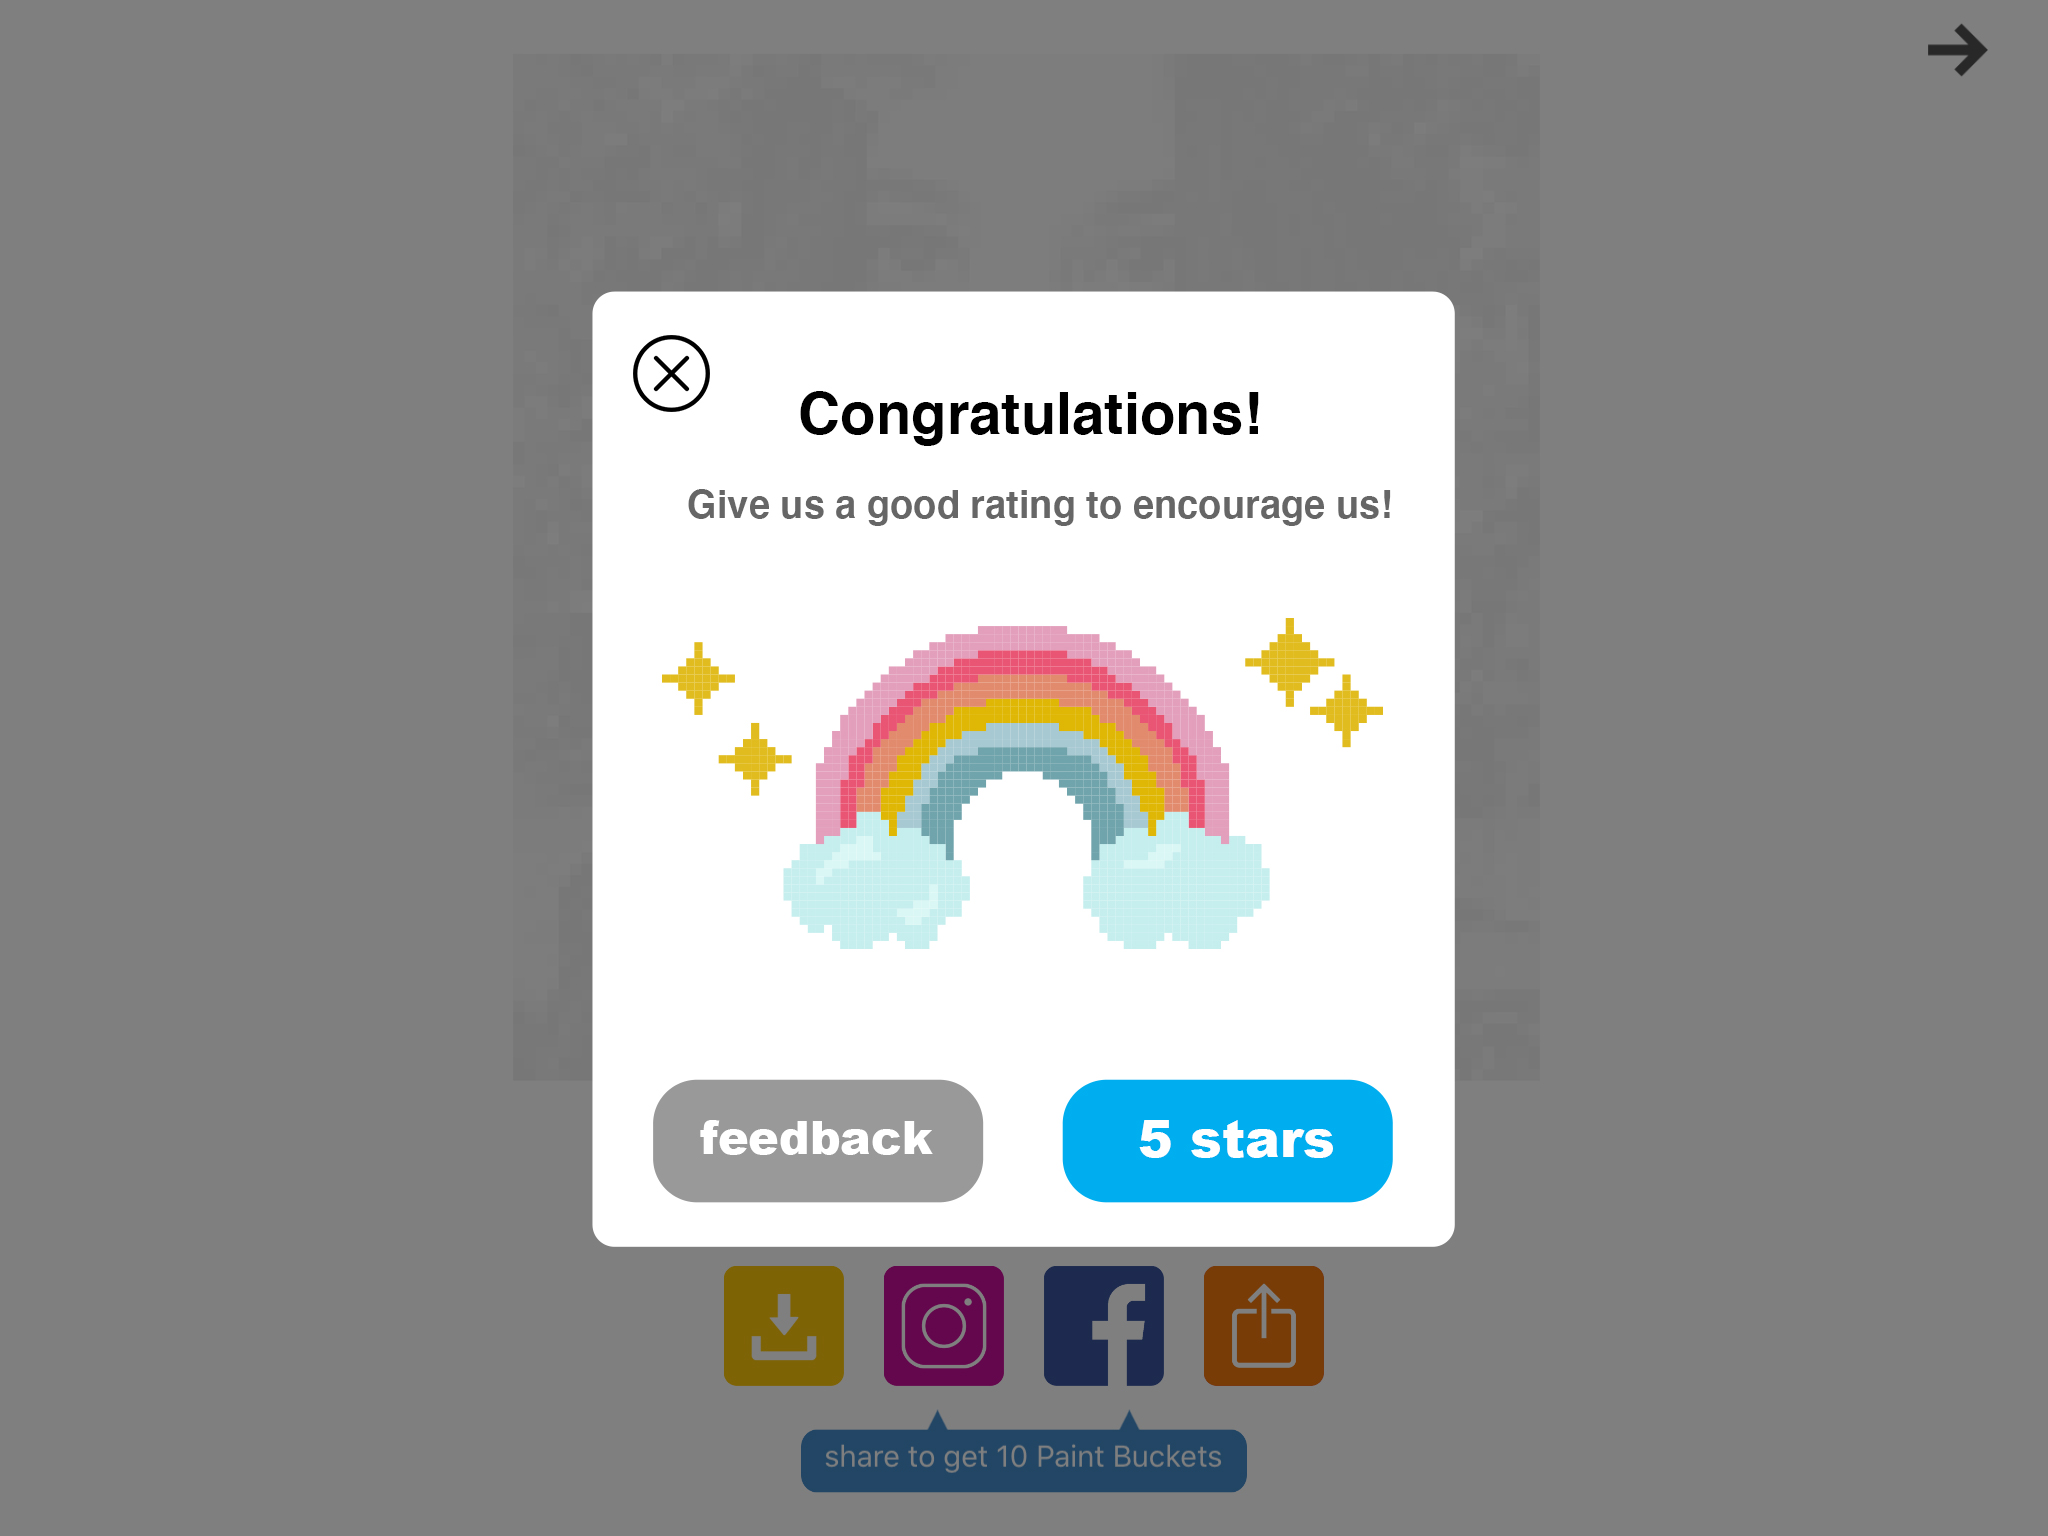 Congratulations!
Give us a good rating to encourage us!
feedback
5 stars
share to get 10 Paint Buckets